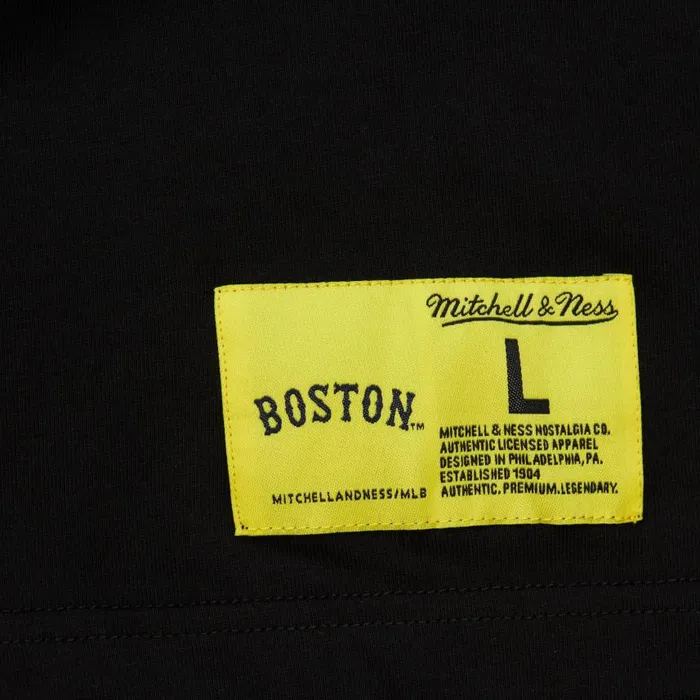 Mitchell & Ness
L
BOSTON™
MITCHELL & NESS NOSTALGIA CO.
AUTHENTIC LICENSED APPAREL
DESIGNED IN PHILADELPHIA, PA.
ESTABLISHED 1904
AUTHENTIC. PREMIUM. LEGENDARY.
MITCHELLANDNESS/MLB